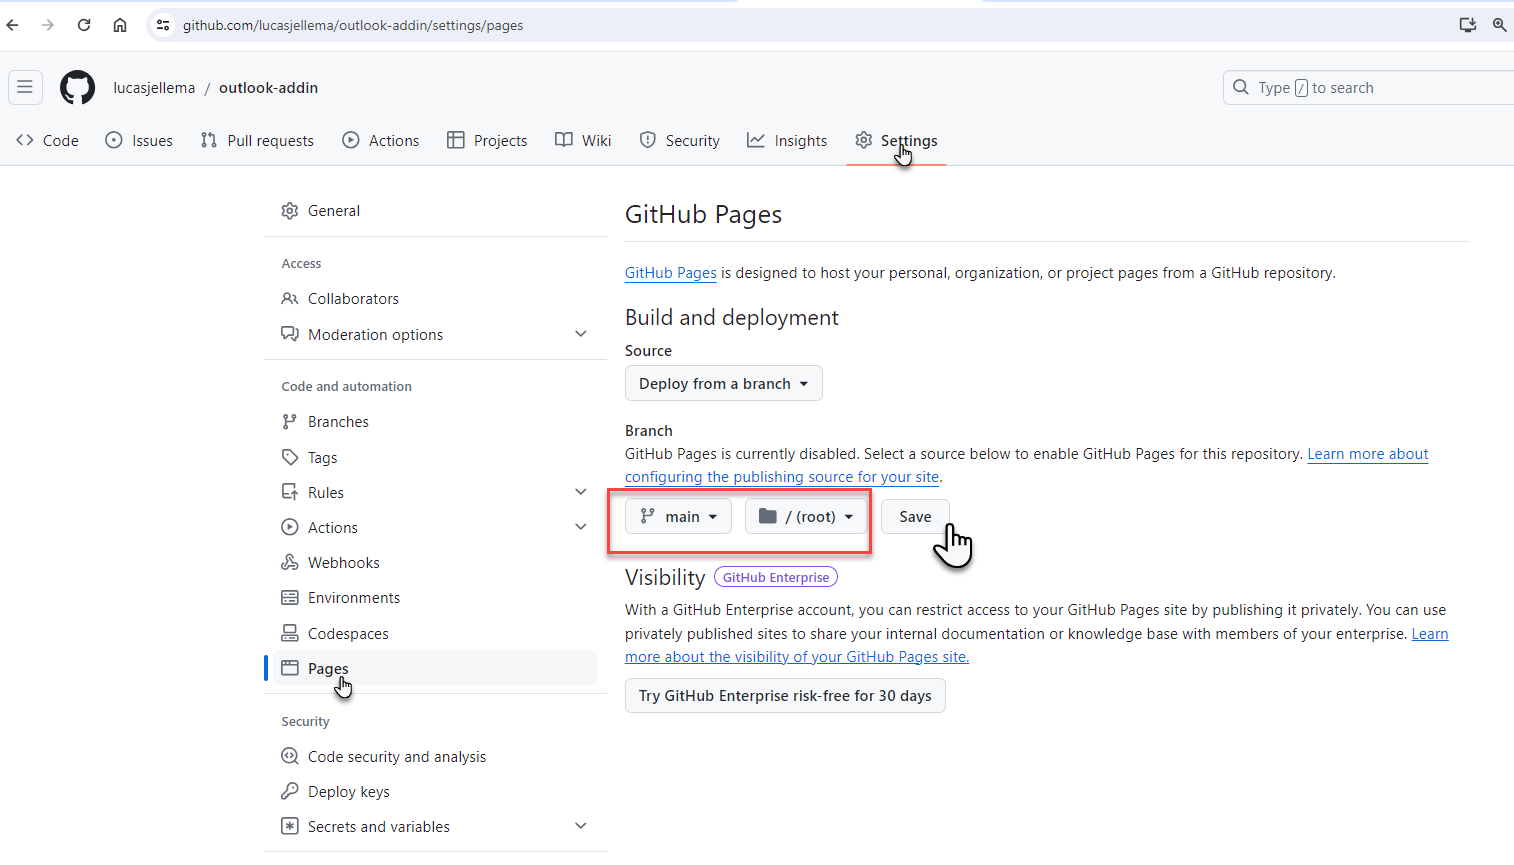 github.com/lucasjellema/outlook-addin/settings/pages
lucasjellema / outlook-addin
Type / to search
Code Issues Pull requests Actions Projects Wiki Security Insights Settings
General
Access
Collaborators
Moderation options
Code and automation
Branches
Tags
Rules
Actions
Webhooks
Environments
Codespaces
Pages
Security
Code security and analysis
Deploy keys
Secrets and variables
GitHub Pages
GitHub Pages is designed to host your personal, organization, or project pages from a GitHub repository.
Build and deployment
Source
Deploy from a branch
Branch
GitHub Pages is currently disabled. Select a source below to enable GitHub Pages for this repository. Learn more about
configuring the publishing source for your site.
main / (root) Save
Visibility GitHub Enterprise
With a GitHub Enterprise account, you can restrict access to your GitHub Pages site by publishing it privately. You can use
privately published sites to share your internal documentation or knowledge base with members of your enterprise. Learn
more about the visibility of your GitHub Pages site.
Try GitHub Enterprise risk-free for 30 days